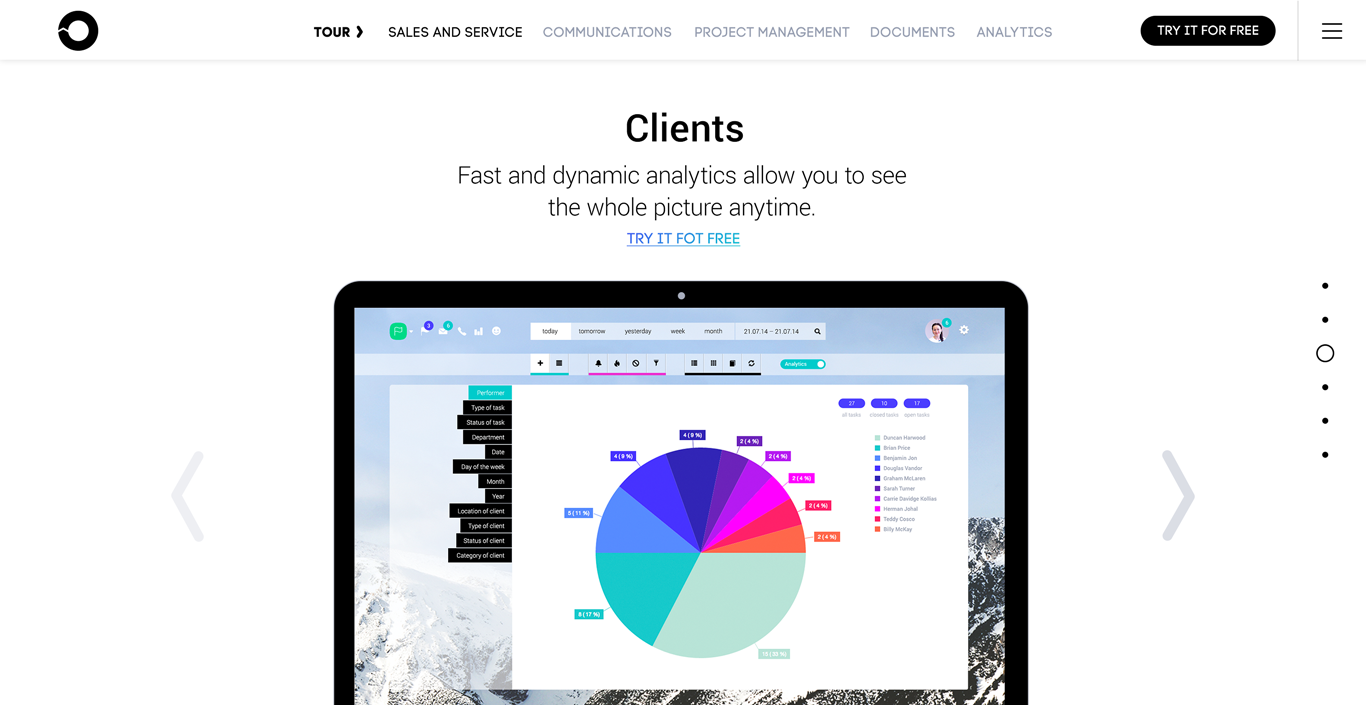 TOUR ❯ SALES AND SERVICE COMMUNICATIONS PROJECT MANAGEMENT DOCUMENTS ANALYTICS TRY IT FOR FREE
Clients
Fast and dynamic analytics allow you to see
the whole picture anytime.
TRY IT FOT FREE
3 6 today tomorrow yesterday week month 21.07.14 – 21.07.14 6
Analytics
Performer
Type of task
Status of task
Department
Date
Day of the week
Month
Year
Location of client
Type of client
Status of client
Category of client
27 10 17
all tasks closed tasks open tasks
4 ( 9 %)
2 ( 4 %)
4 ( 9 %)
2 ( 4 %)
2 ( 4 %)
2 ( 4 %)
5 ( 11 %)
2 ( 4 %)
8 ( 17 %)
Duncan Harwood
Brian Price
Benjamin Jon
Douglas Vander
Graham McLaren
Sarah Turner
Carrie Davidge Kellias
Herman Johal
Teddy Cosco
Billy McKay